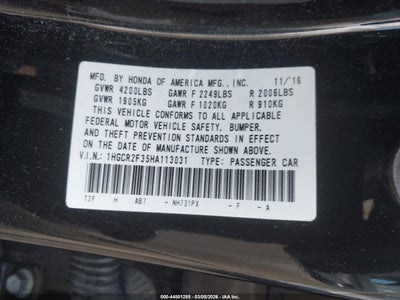 MFD. BY HONDA OF AMERICA MFG., INC. 11/16
GVWR 4200LBS GAWR F 2249LBS R 2006LBS
GVWR 1905KG GAWR F 1020KG R 910KG
THIS VEHICLE CONFORMS TO ALL APPLICABLE
FEDERAL MOTOR VEHICLE SAFETY, BUMPER,
AND THEFT PREVENTION STANDARDS
IN EFFECT ON THE DATE OF MANUFACTURE SHOWN ABOVE.
V.I.N.: 1HGCR2F35HA113031 TYPE: PASSENGER CAR
T2F H AB7 - NH731PX - F - A
000-44501285 - 03/05/2026 - IAA